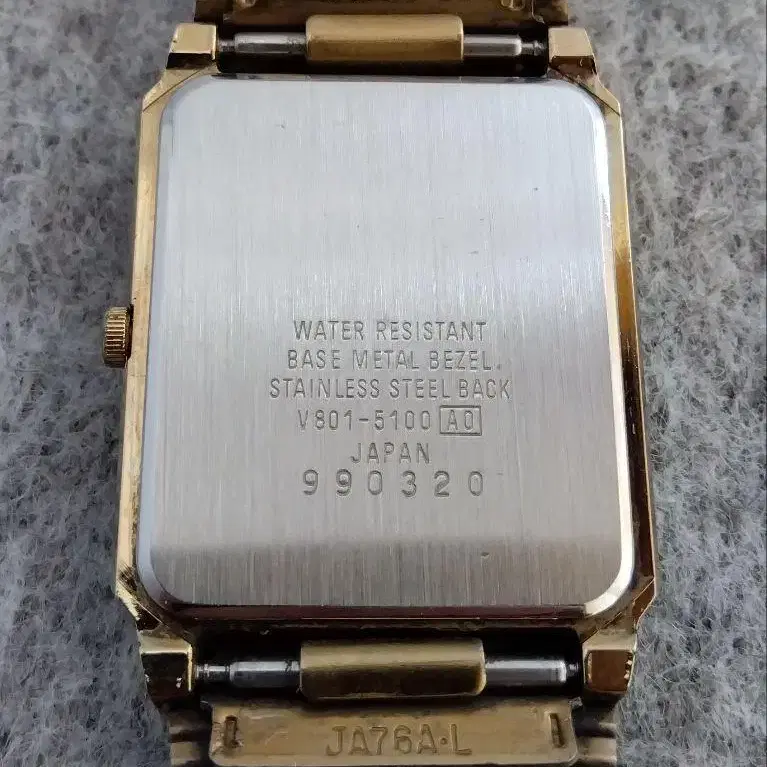 WATER RESISTANT
BASE METAL BEZEL.
STAINLESS STEEL BACK
V801-5100 A0
JAPAN
990320
JA76A·L